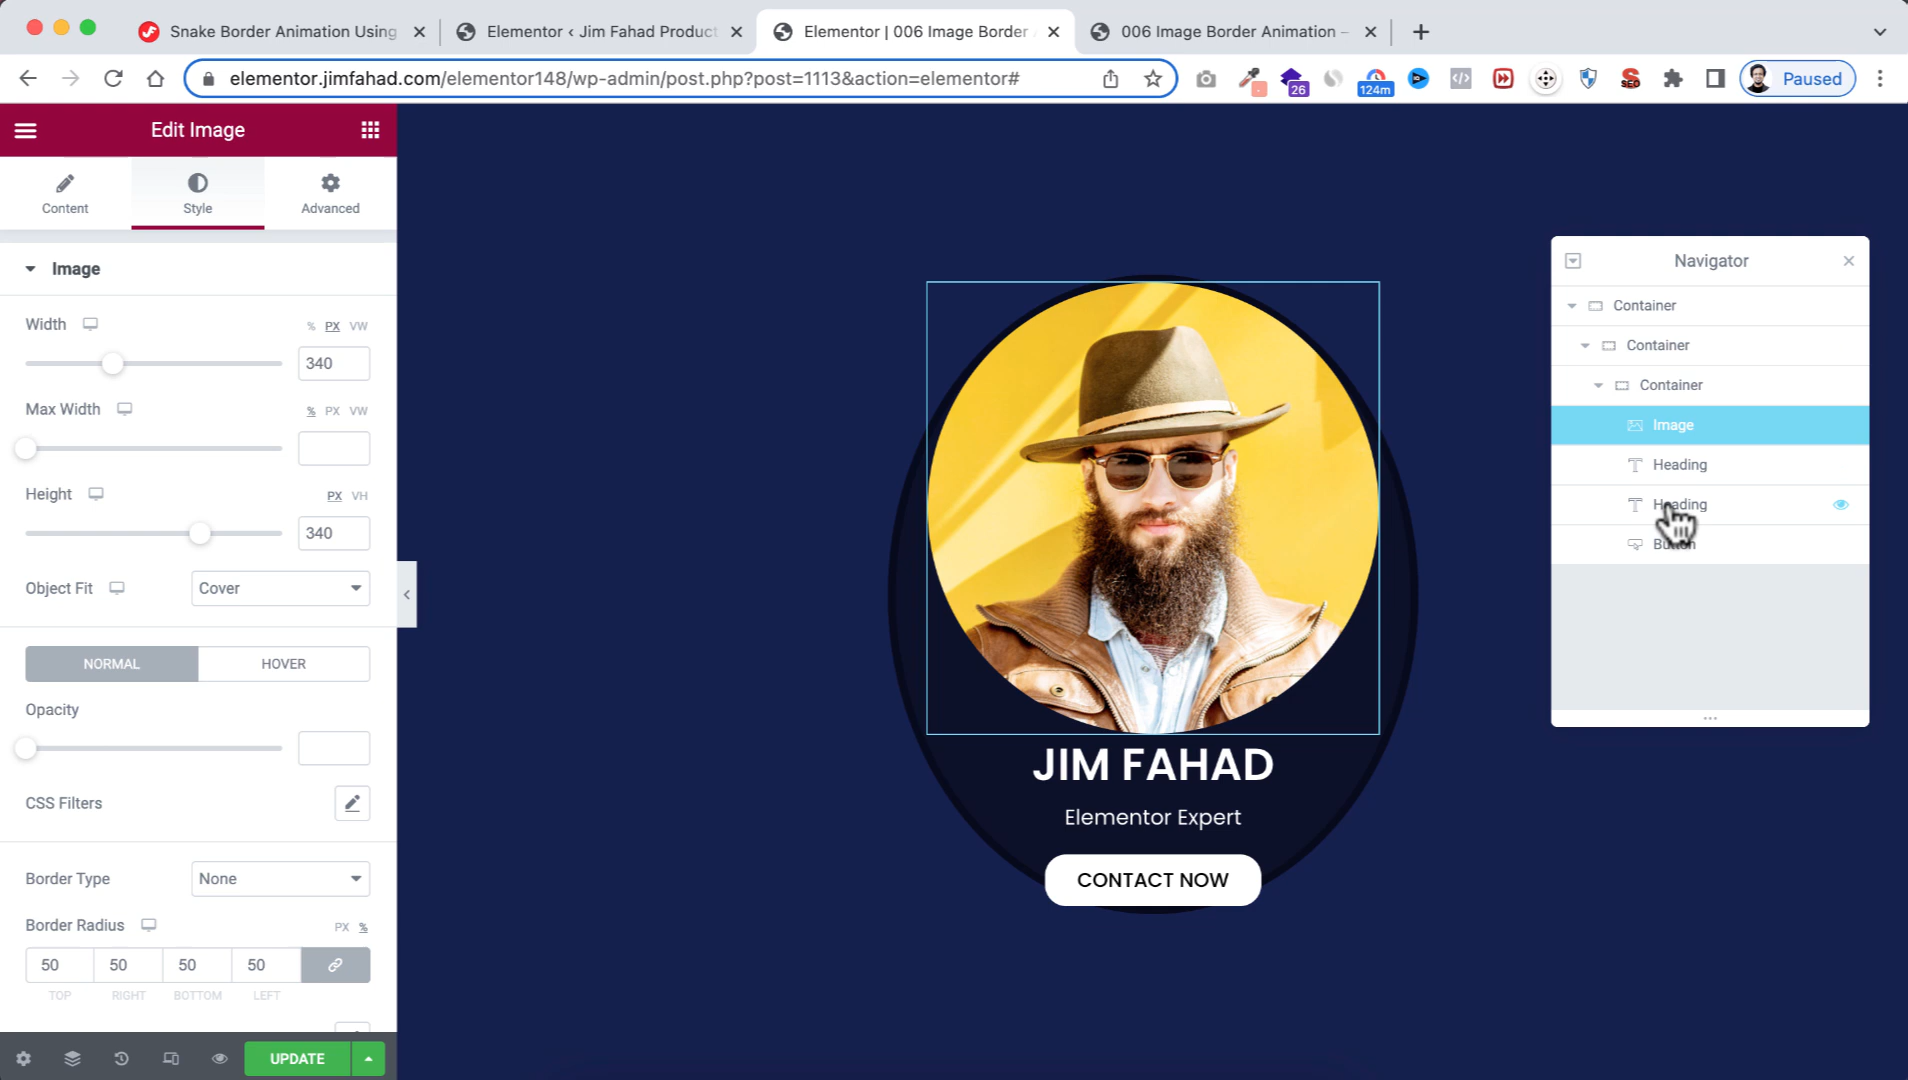 Snake Border Animation Using
Elementor ‹ Jim Fahad Product
Elementor | 006 Image Border A
006 Image Border Animation –
elementor.jimfahad.com/elementor148/wp-admin/post.php?post=1113&action=elementor#
26
124m
SEO
Paused
Edit Image
Content
Style
Advanced
Image
Width
% PX VW
340
Max Width
% PX VW
Height
PX VH
340
Object Fit
Cover
NORMAL
HOVER
Opacity
CSS Filters
Border Type
None
Border Radius
PX %
50 50 50 50
TOP RIGHT BOTTOM LEFT
UPDATE
JIM FAHAD
Elementor Expert
CONTACT NOW
Navigator
Container
Container
Container
Image
Heading
Heading
Button